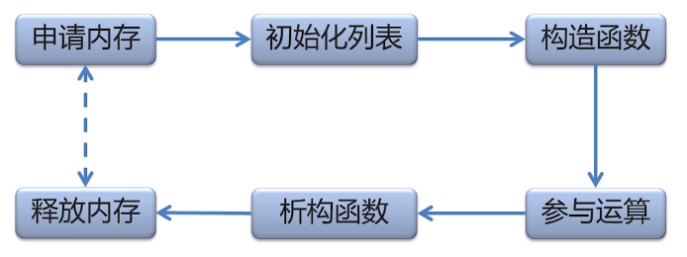 申请内存
初始化列表
构造函数
释放内存
析构函数
参与运算